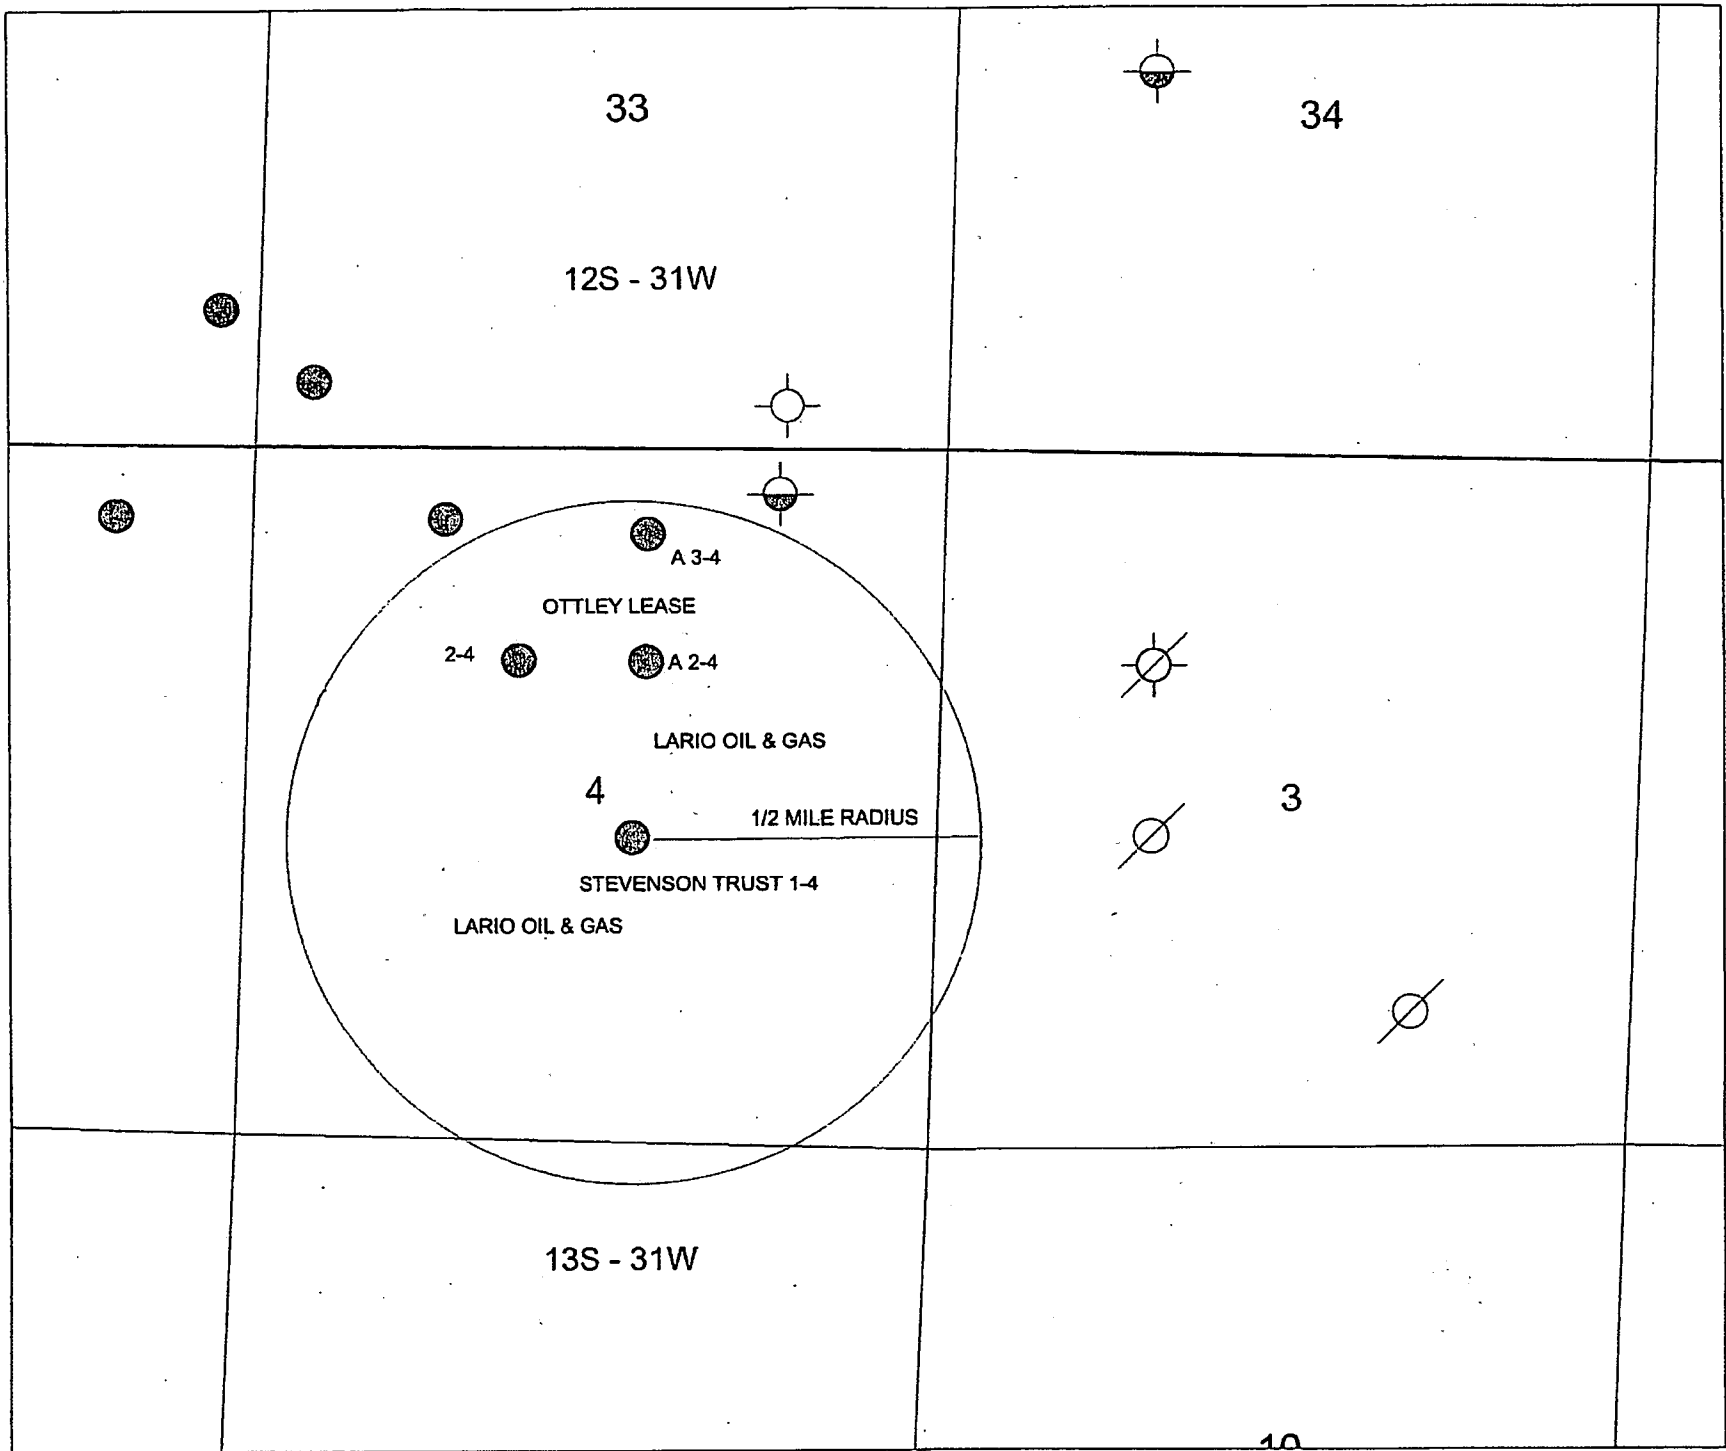 33
34
12S - 31W
A 3-4
OTTLEY LEASE
2-4
A 2-4
LARIO OIL & GAS
4
3
1/2 MILE RADIUS
STEVENSON TRUST 1-4
LARIO OIL & GAS
13S - 31W
10